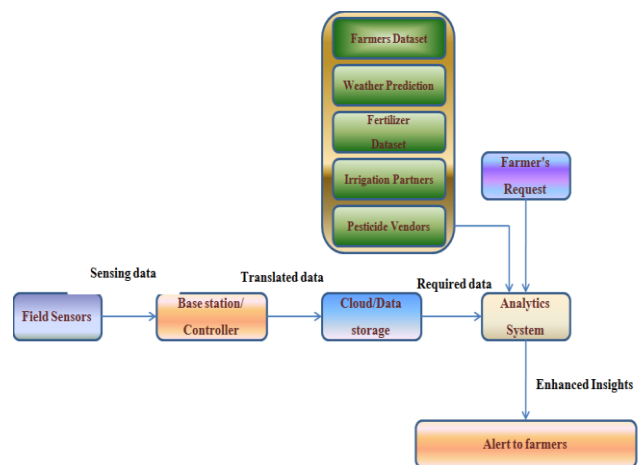 Farmers Dataset
Weather Prediction
Fertilizer
Dataset
Irrigation Partners
Pesticide Vendors
Farmer's
Request
Sensing data
Translated data
Required data
Field Sensors
Base station/
Controller
Cloud/Data
storage
Analytics
System
Enhanced Insights
Alert to farmers